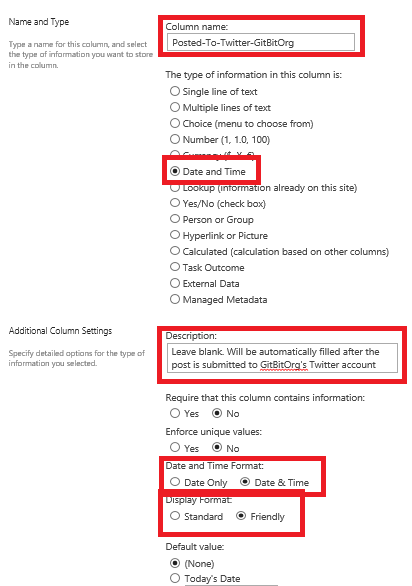 Name and Type
Type a name for this column, and select
the type of information you want to store
in the column.
Column name:
Posted-To-Twitter-GitBitOrg
The type of information in this column is:
Single line of text
Multiple lines of text
Choice (menu to choose from)
Number (1, 1.0, 100)
Currency ($, ¥, €)
Date and Time
Lookup (information already on this site)
Yes/No (check box)
Person or Group
Hyperlink or Picture
Calculated (calculation based on other columns)
Task Outcome
External Data
Managed Metadata
Additional Column Settings
Specify detailed options for the type of
information you selected.
Description:
Leave blank. Will be automatically filled after the
post is submitted to GitBitOrg's Twitter account
Require that this column contains information:
Yes No
Enforce unique values:
Yes No
Date and Time Format:
Date Only Date & Time
Display Format:
Standard Friendly
Default value:
(None)
Today's Date